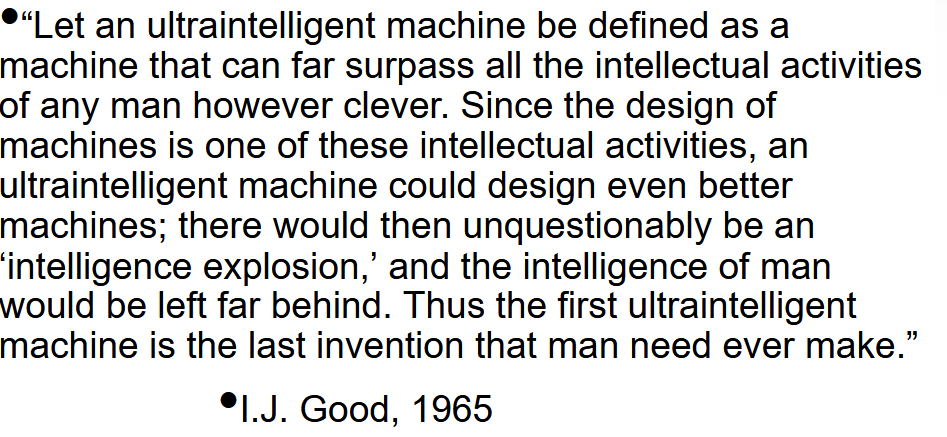 •“Let an ultraintelligent machine be defined as a
machine that can far surpass all the intellectual activities
of any man however clever. Since the design of
machines is one of these intellectual activities, an
ultraintelligent machine could design even better
machines; there would then unquestionably be an
‘intelligence explosion,’ and the intelligence of man
would be left far behind. Thus the first ultraintelligent
machine is the last invention that man need ever make.”
•I.J. Good, 1965